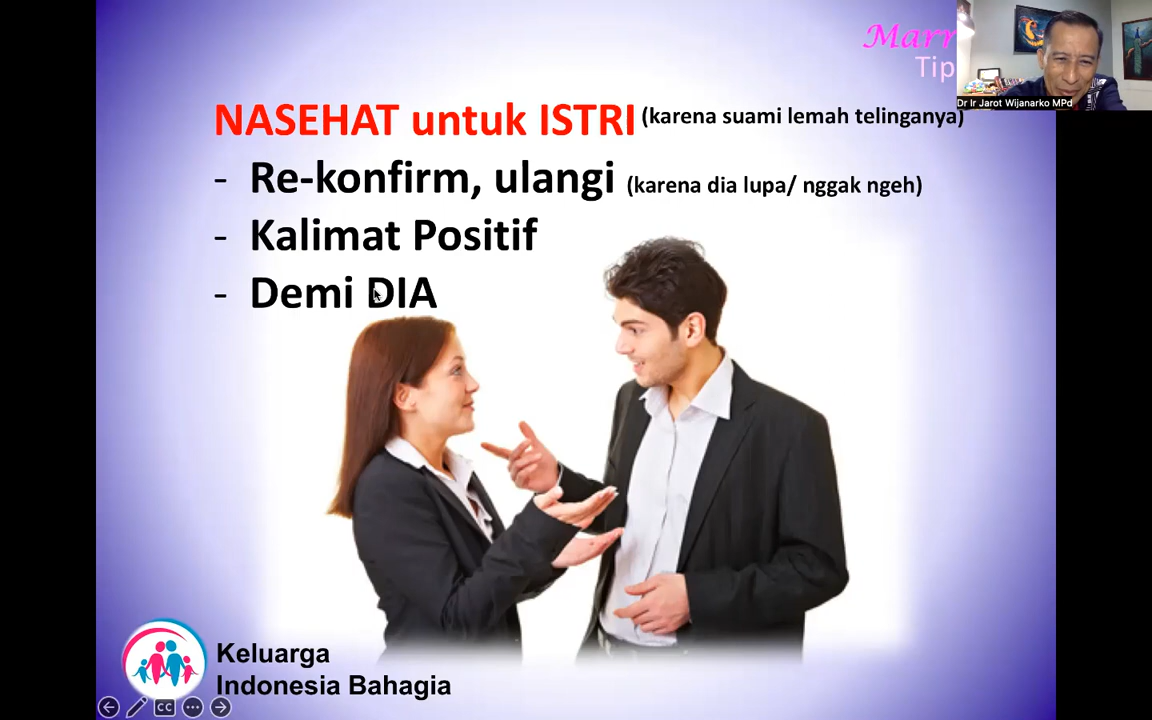 Marr
Tip
Dr Ir Jarot Wijanarko MPd
NASEHAT untuk ISTRI (karena suami lemah telinganya)
- Re-konfirm, ulangi (karena dia lupa/ nggak ngeh)
- Kalimat Positif
- Demi DIA
Keluarga
Indonesia Bahagia
CC